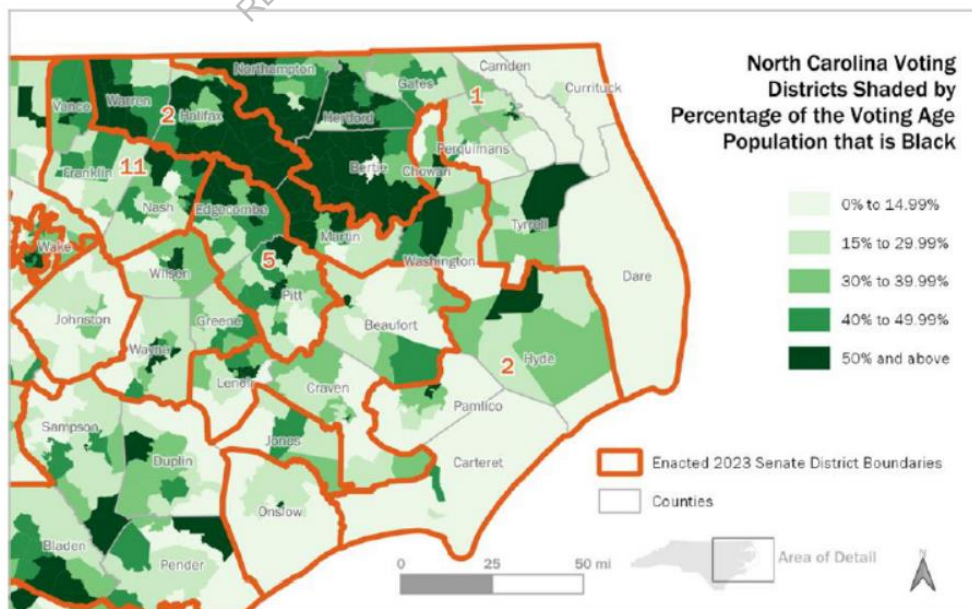 North Carolina Voting
Districts Shaded by
Percentage of the Voting Age
Population that is Black
0% to 14.99%
15% to 29.99%
30% to 39.99%
40% to 49.99%
50% and above
Enacted 2023 Senate District Boundaries
Counties
Area of Detail
N
0 25 50 mi
Northampton
Gates
Camden
Currituck
Vance
Warren
2
Halifax
Hertford
1
Perquimans
Franklin
11
Bertie
Chowan
Nash
Edgecombe
Martin
Tyrrell
Wake
Washington
Dare
Wilson
5
Pitt
Johnston
Greene
Beaufort
Wayne
Hyde
2
Lenoir
Craven
Pamlico
Sampson
Jones
Duplin
Carteret
Onslow
Bladen
Pender